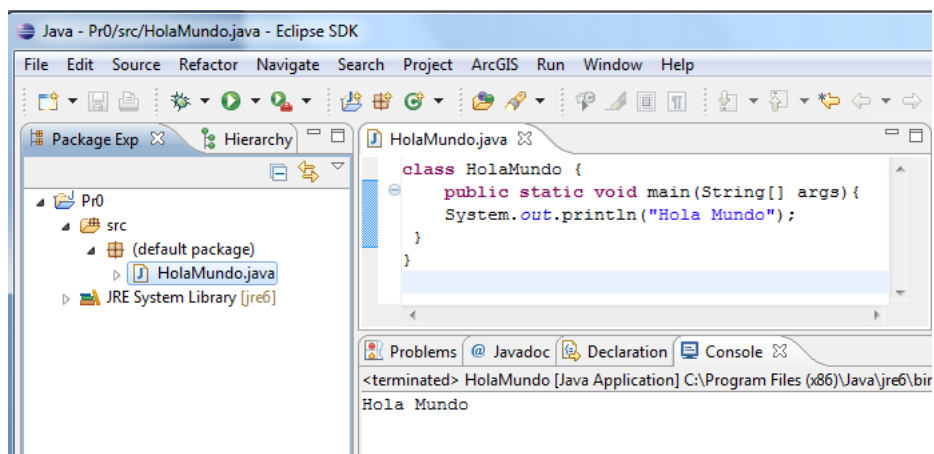 Java - Pr0/src/HolaMundo.java - Eclipse SDK
File Edit Source Refactor Navigate Search Project ArcGIS Run Window Help
Package Exp Hierarchy
Pr0
src
(default package)
HolaMundo.java
JRE System Library [jre6]
HolaMundo.java
class HolaMundo {
public static void main(String[] args){
System.out.println("Hola Mundo");
}
}
Problems @ Javadoc Declaration Console
<terminated> HolaMundo [Java Application] C:\Program Files (x86)\Java\jre6\bin
Hola Mundo